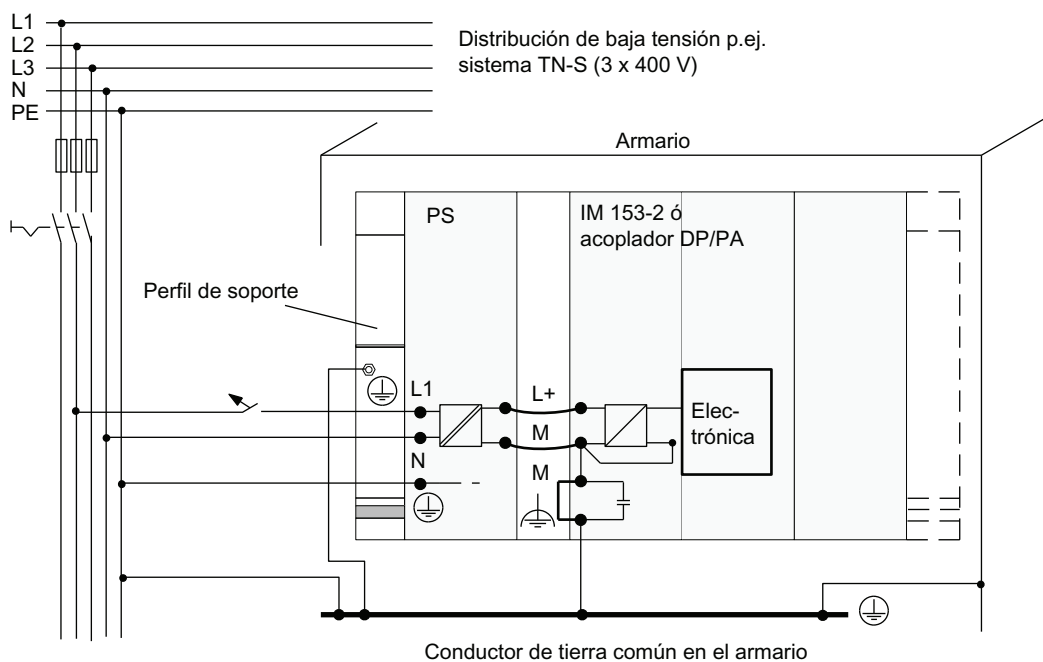 L1
L2
L3
N
PE
Distribución de baja tensión p.ej.
sistema TN-S (3 x 400 V)
Armario
PS
IM 153-2 ó
acoplador DP/PA
Perfil de soporte
L1
L+
Elec-
trónica
M
N
M
Conductor de tierra común en el armario